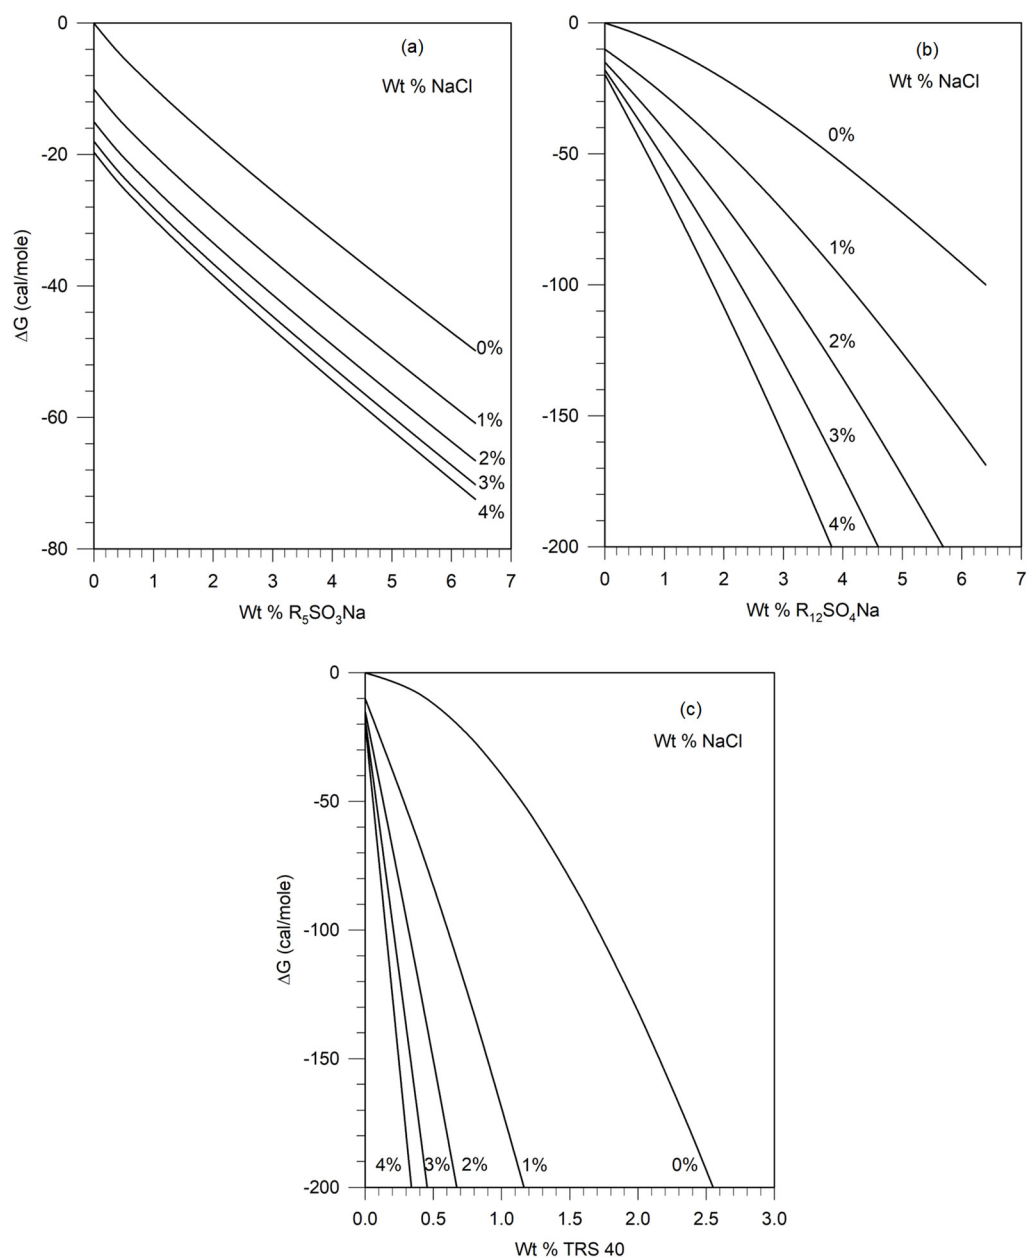 (a)
Wt % NaCl
0
-20
-40
-60
-80
ΔG (cal/mole)
0%
1%
2%
3%
4%
0 1 2 3 4 5 6 7
Wt % R₅SO₃Na
(b)
Wt % NaCl
0
-50
-100
-150
-200
0%
1%
2%
3%
4%
0 1 2 3 4 5 6 7
Wt % R₁₂SO₄Na
(c)
Wt % NaCl
0
-50
-100
-150
-200
ΔG (cal/mole)
4% 3% 2% 1% 0%
0.0 0.5 1.0 1.5 2.0 2.5 3.0
Wt % TRS 40